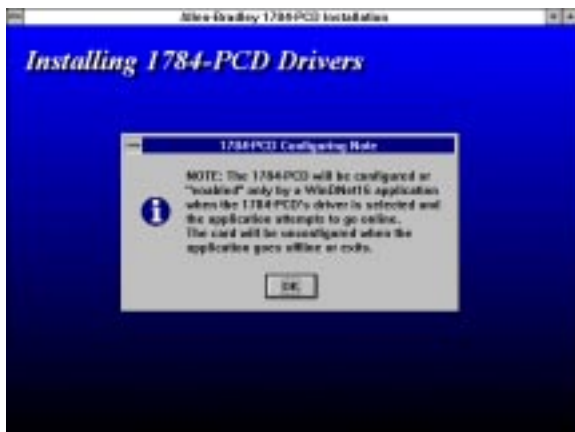 Allen-Bradley 1784-PCD Installation
Installing 1784-PCD Drivers
1784-PCD Configuring Note
NOTE: The 1784-PCD will be configured or
"enabled" only by a WinDNet16 application
when the 1784-PCD's driver is selected and
the application attempts to go online.
The card will be unconfigured when the
application goes offline or exits.
OK